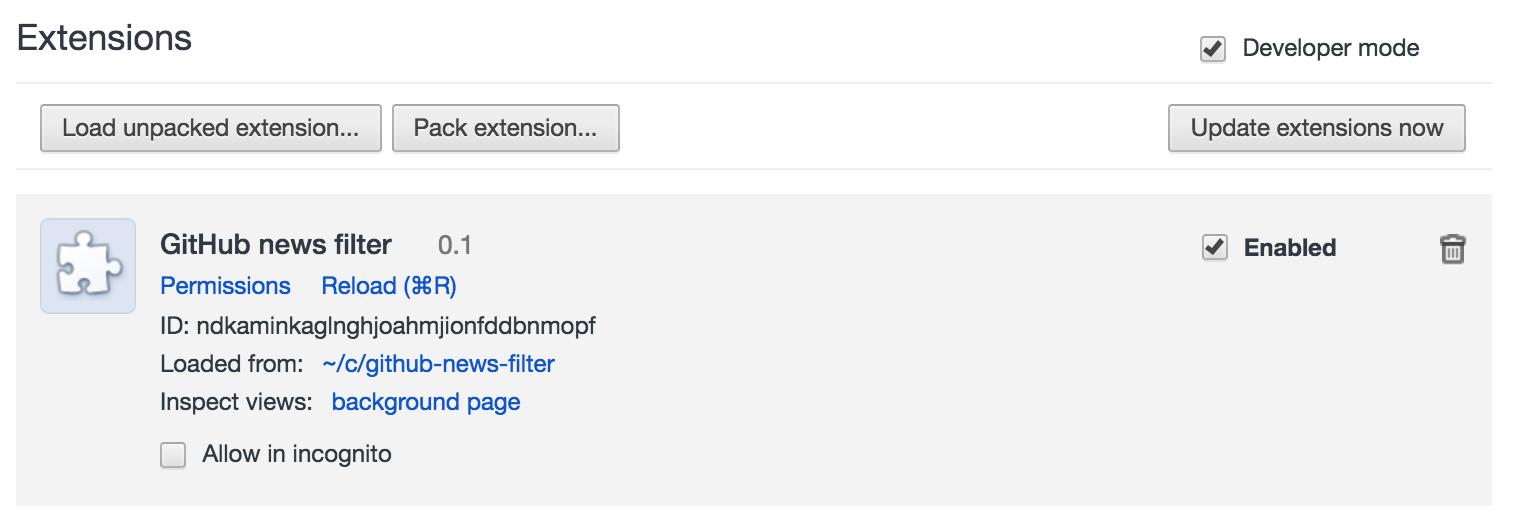 Extensions
Developer mode
Load unpacked extension... Pack extension... Update extensions now
GitHub news filter 0.1 Enabled
Permissions Reload (⌘R)
ID: ndkaminkaglnghjoahmjionfddbnmopf
Loaded from: ~/c/github-news-filter
Inspect views: background page
Allow in incognito